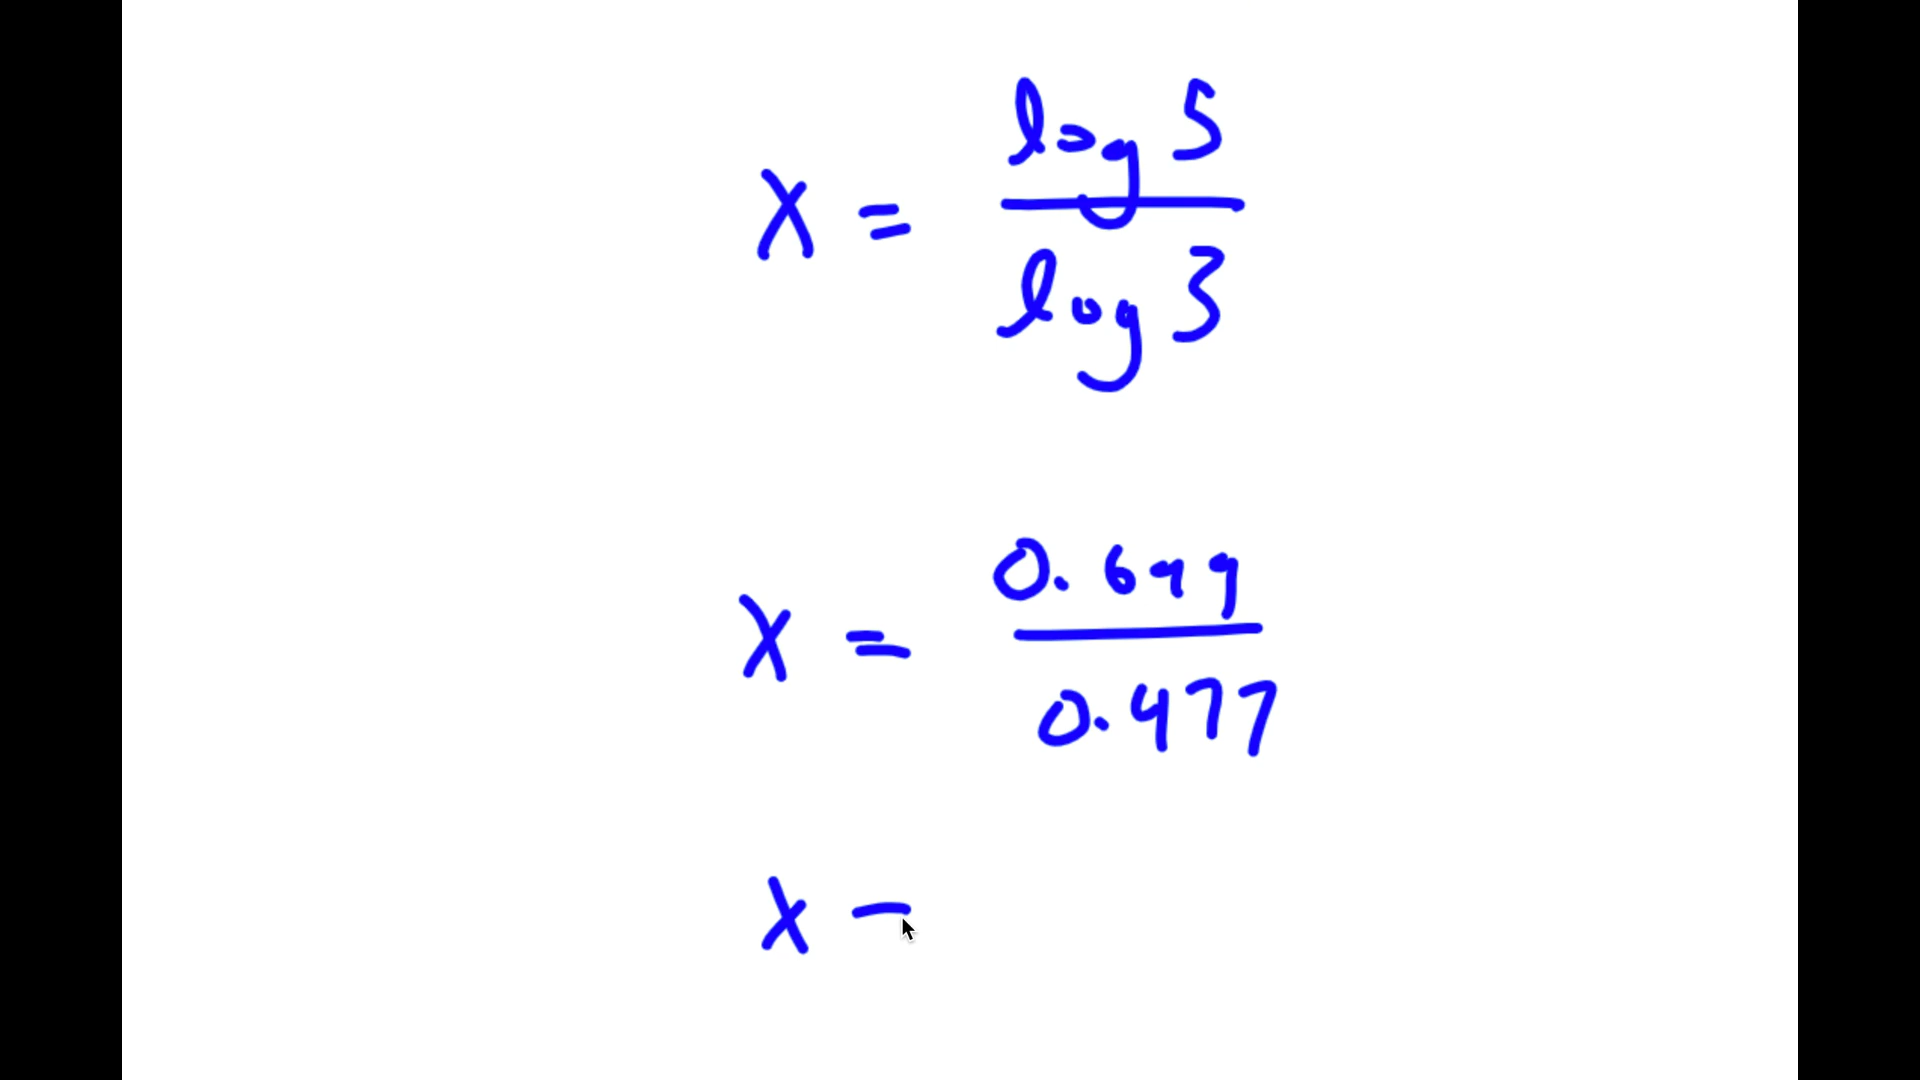 x = log 5 / log 3
x = 0.699 / 0.477
x –